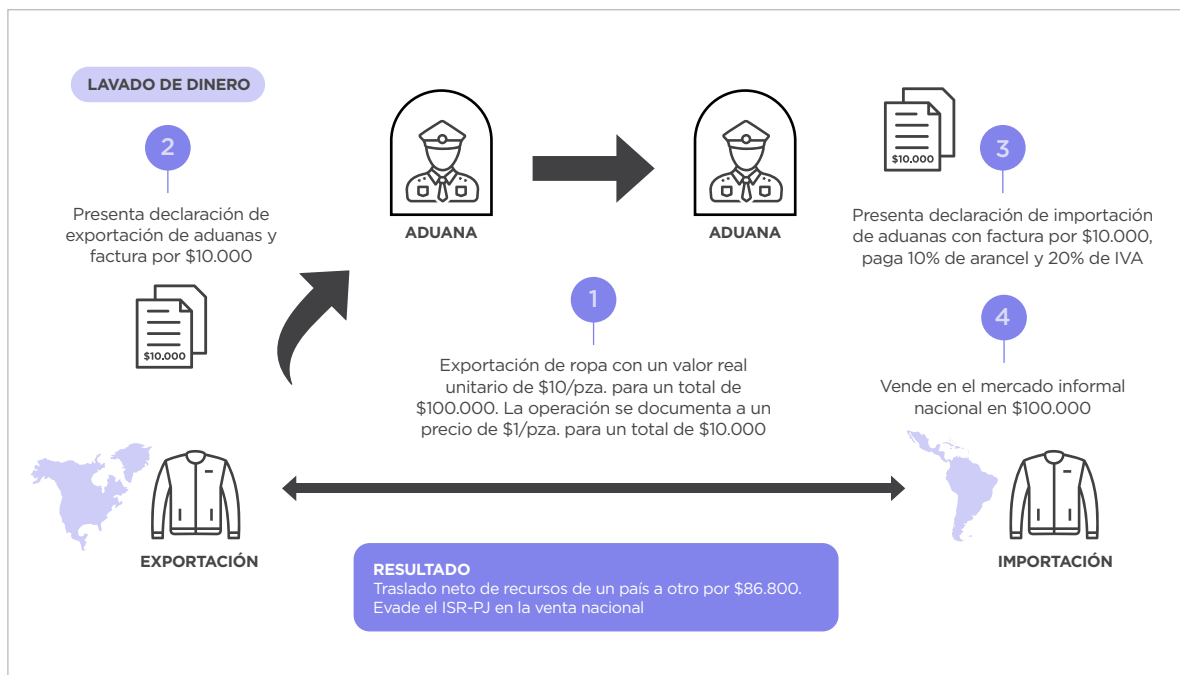 LAVADO DE DINERO
2
Presenta declaración de
exportación de aduanas y
factura por $10.000
$10.000
ADUANA
ADUANA
$10.000
3
Presenta declaración de importación
de aduanas con factura por $10.000,
paga 10% de arancel y 20% de IVA
1
Exportación de ropa con un valor real
unitario de $10/pza. para un total de
$100.000. La operación se documenta a un
precio de $1/pza. para un total de $10.000
4
Vende en el mercado informal
nacional en $100.000
EXPORTACIÓN
IMPORTACIÓN
RESULTADO
Traslado neto de recursos de un país a otro por $86.800.
Evade el ISR-PJ en la venta nacional